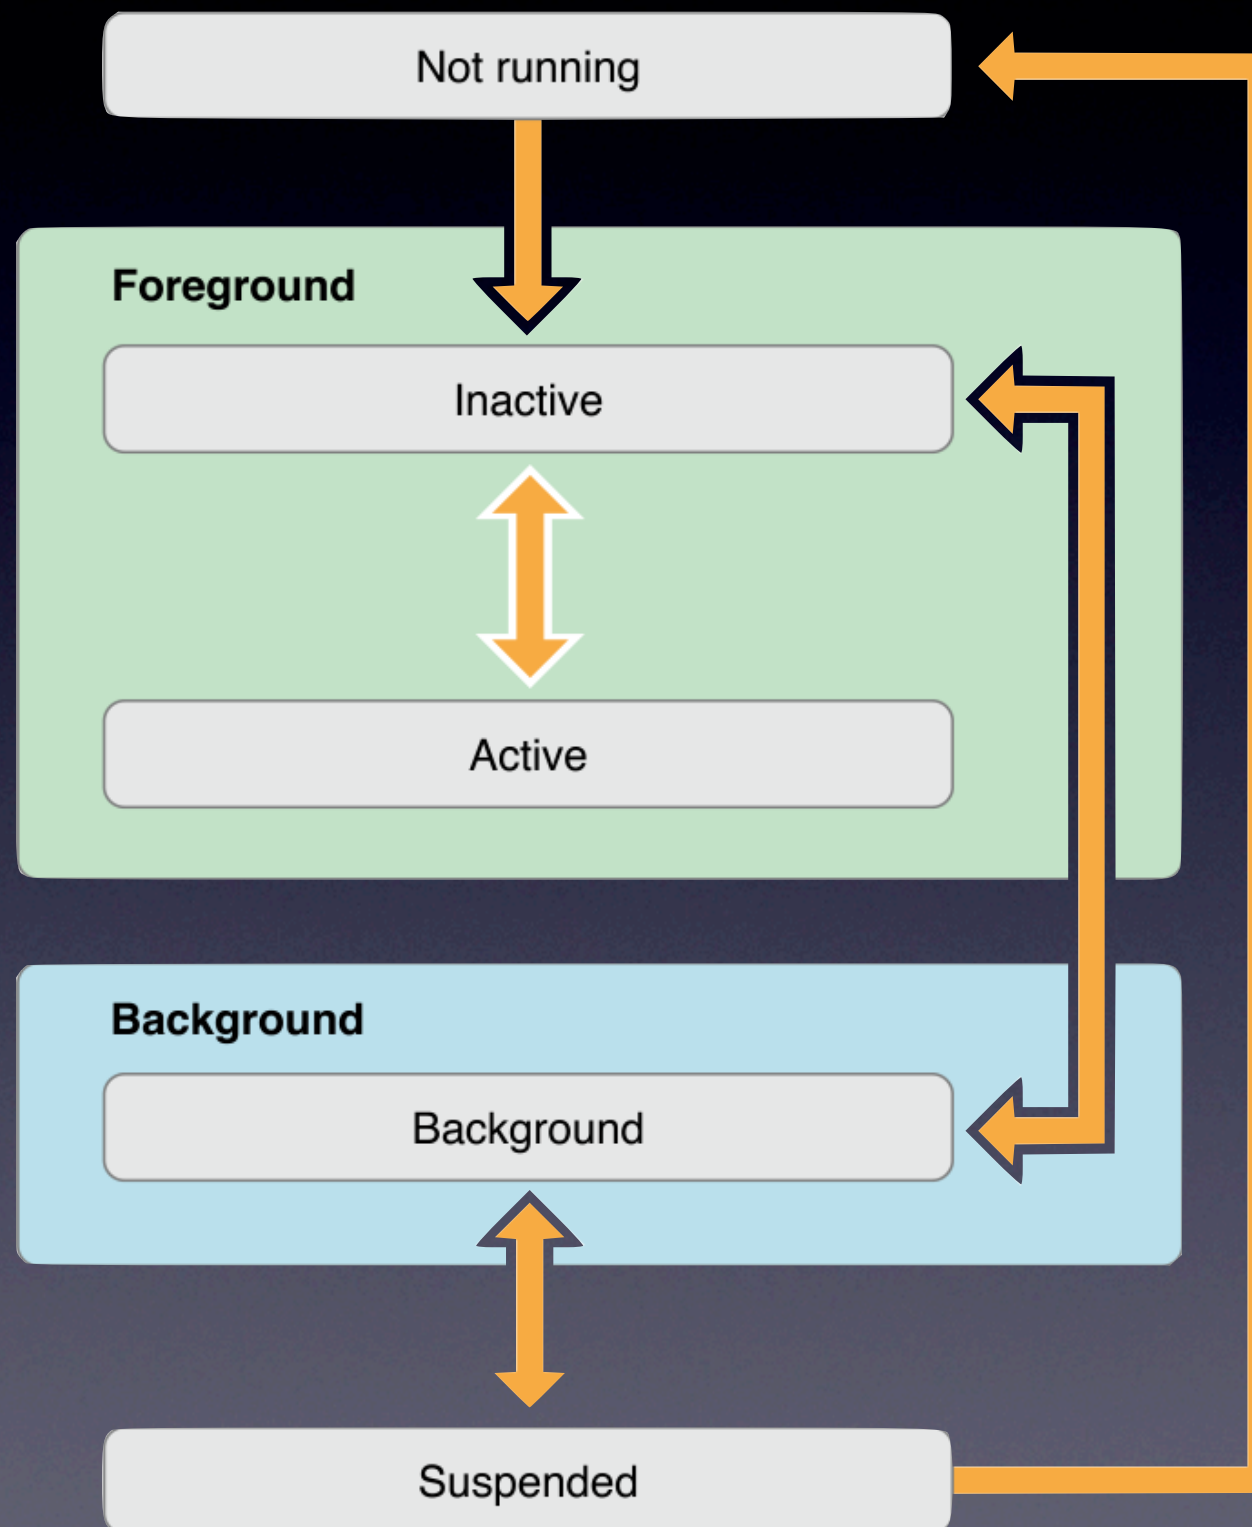 Not running
Foreground
Inactive
Active
Background
Background
Suspended